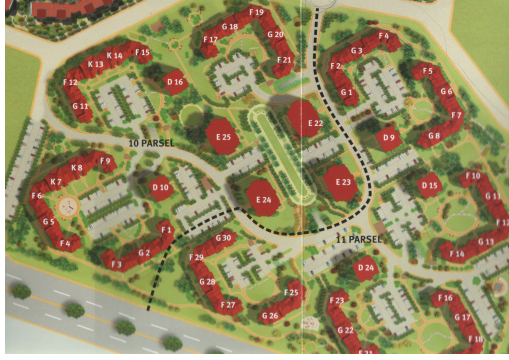 F 19
G 18
G 20
F 17
F 21
F 15
K 14
K 13
F 12
G 11
D 16
F 4
G 3
F 2
G 1
F 5
G 6
F 7
G 8
E 22
E 25
D 9
10 PARSEL
F 9
K 8
K 7
F 6
G 5
F 4
D 10
E 24
E 23
D 15
F 10
G 11
F 12
G 13
F 14
F 1
G 2
F 3
G 30
F 29
G 28
F 27
G 26
F 25
11 PARSEL
D 24
F 23
G 22
F 21
F 16
G 17
F 18